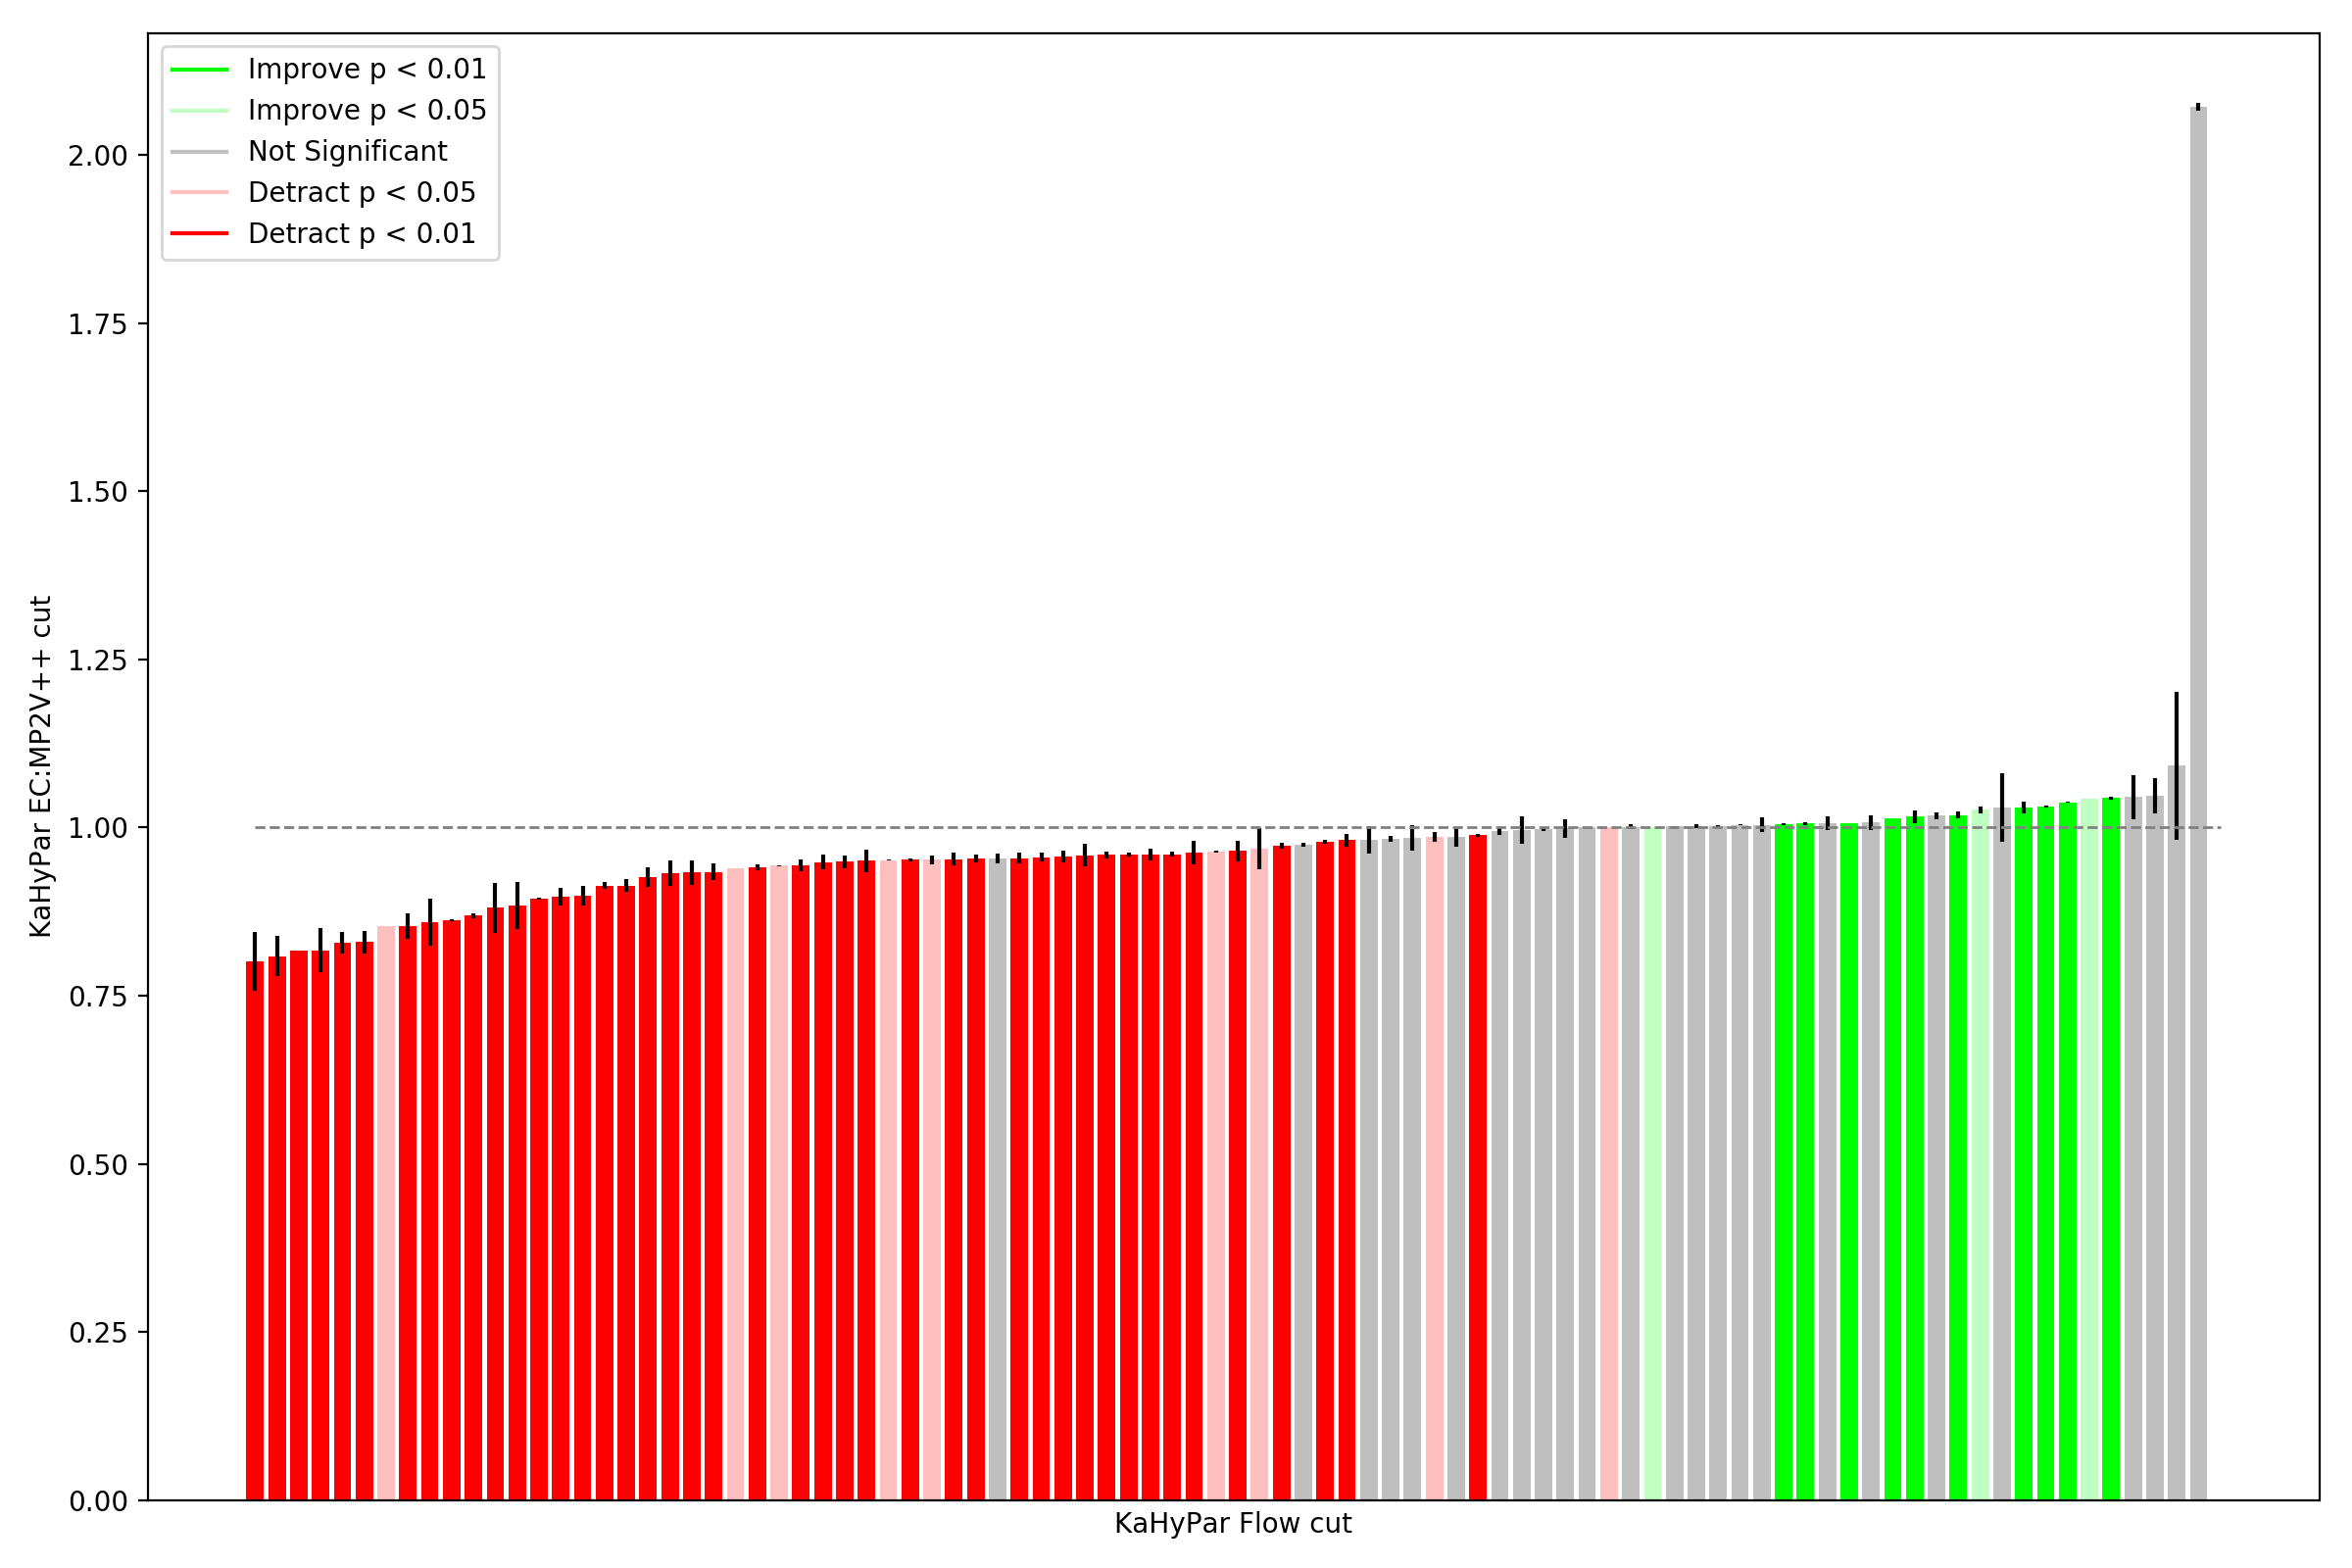 Improve p < 0.01
Improve p < 0.05
Not Significant
Detract p < 0.05
Detract p < 0.01
2.00
1.75
1.50
1.25
1.00
0.75
0.50
0.25
0.00
KaHyPar EC:MP2V++ cut
KaHyPar Flow cut